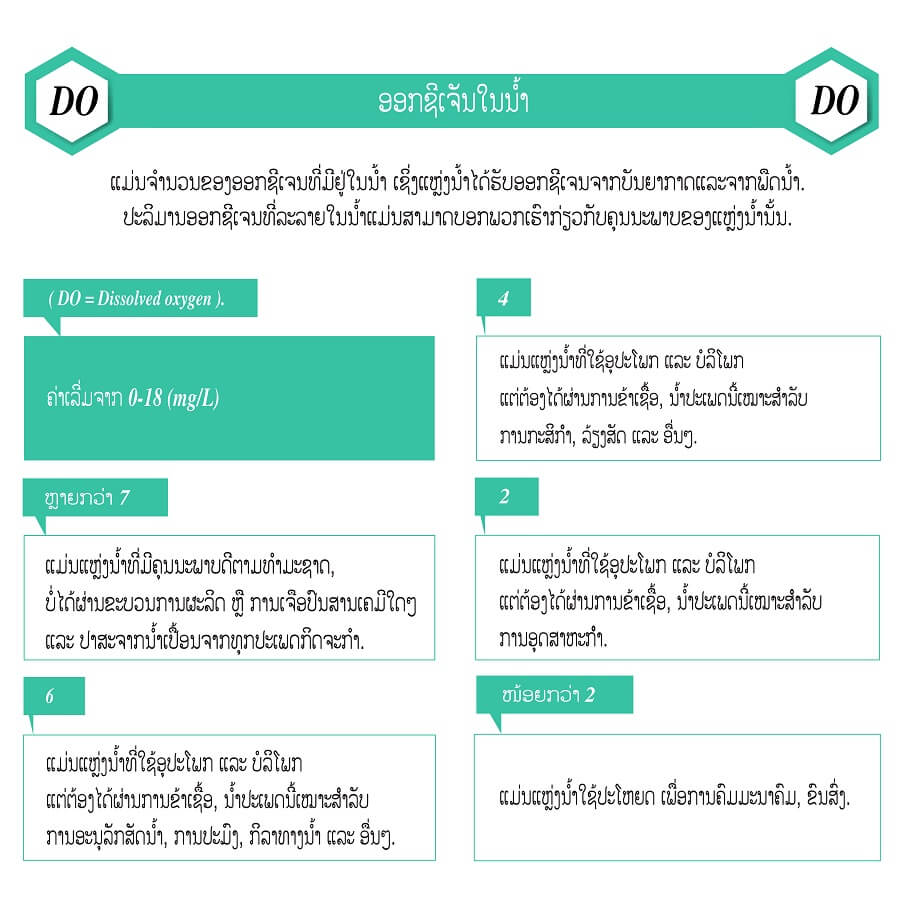 DO
ອອກຊີເຈັນໃນນ້ຳ
DO
ແມ່ນຈຳນວນຂອງອອກຊີເຈນທີ່ມີຢູ່ໃນນ້ຳ ເຊິ່ງແຫຼ່ງນ້ຳໄດ້ຮັບອອກຊີເຈນຈາກບັນຍາກາດແລະຈາກພືດນ້ຳ.
ປະລິມານອອກຊີເຈນທີ່ລະລາຍໃນນ້ຳແມ່ນສາມາດບອກພວກເຮົາກ່ຽວກັບຄຸນນະພາບຂອງແຫຼ່ງນ້ຳນັ້ນ.
( DO = Dissolved oxygen ).
ຄ່າເລີ່ມຈາກ 0-18 (mg/L)
ຫຼາຍກວ່າ 7
ແມ່ນແຫຼ່ງນ້ຳທີ່ມີຄຸນນະພາບດີຕາມທຳມະຊາດ,
ບໍ່ໄດ້ຜ່ານຂະບວນການຜະລິດ ຫຼື ການເຈືອປົນສານເຄມີໃດໆ
ແລະ ປາສະຈາກນ້ຳເປື້ອນຈາກທຸກປະເພດກິດຈະກຳ.
6
ແມ່ນແຫຼ່ງນ້ຳທີ່ໃຊ້ອຸປະໂພກ ແລະ ບໍລິໂພກ
ແຕ່ຕ້ອງໄດ້ຜ່ານການຂ້າເຊື້ອ, ນ້ຳປະເພດນີ້ເໝາະສຳລັບ
ການອະນຸລັກສັດນ້ຳ, ການປະມົງ, ກິລາທາງນ້ຳ ແລະ ອື່ນໆ.
4
ແມ່ນແຫຼ່ງນ້ຳທີ່ໃຊ້ອຸປະໂພກ ແລະ ບໍລິໂພກ
ແຕ່ຕ້ອງໄດ້ຜ່ານການຂ້າເຊື້ອ, ນ້ຳປະເພດນີ້ເໝາະສຳລັບ
ການກະສິກຳ, ລ້ຽງສັດ ແລະ ອື່ນໆ.
2
ແມ່ນແຫຼ່ງນ້ຳທີ່ໃຊ້ອຸປະໂພກ ແລະ ບໍລິໂພກ
ແຕ່ຕ້ອງໄດ້ຜ່ານການຂ້າເຊື້ອ, ນ້ຳປະເພດນີ້ເໝາະສຳລັບ
ການອຸດສາຫະກຳ.
ໜ້ອຍກວ່າ 2
ແມ່ນແຫຼ່ງນ້ຳໃຊ້ປະໂຫຍດ ເພື່ອການຄົມມະນາຄົມ, ຂົນສົ່ງ.